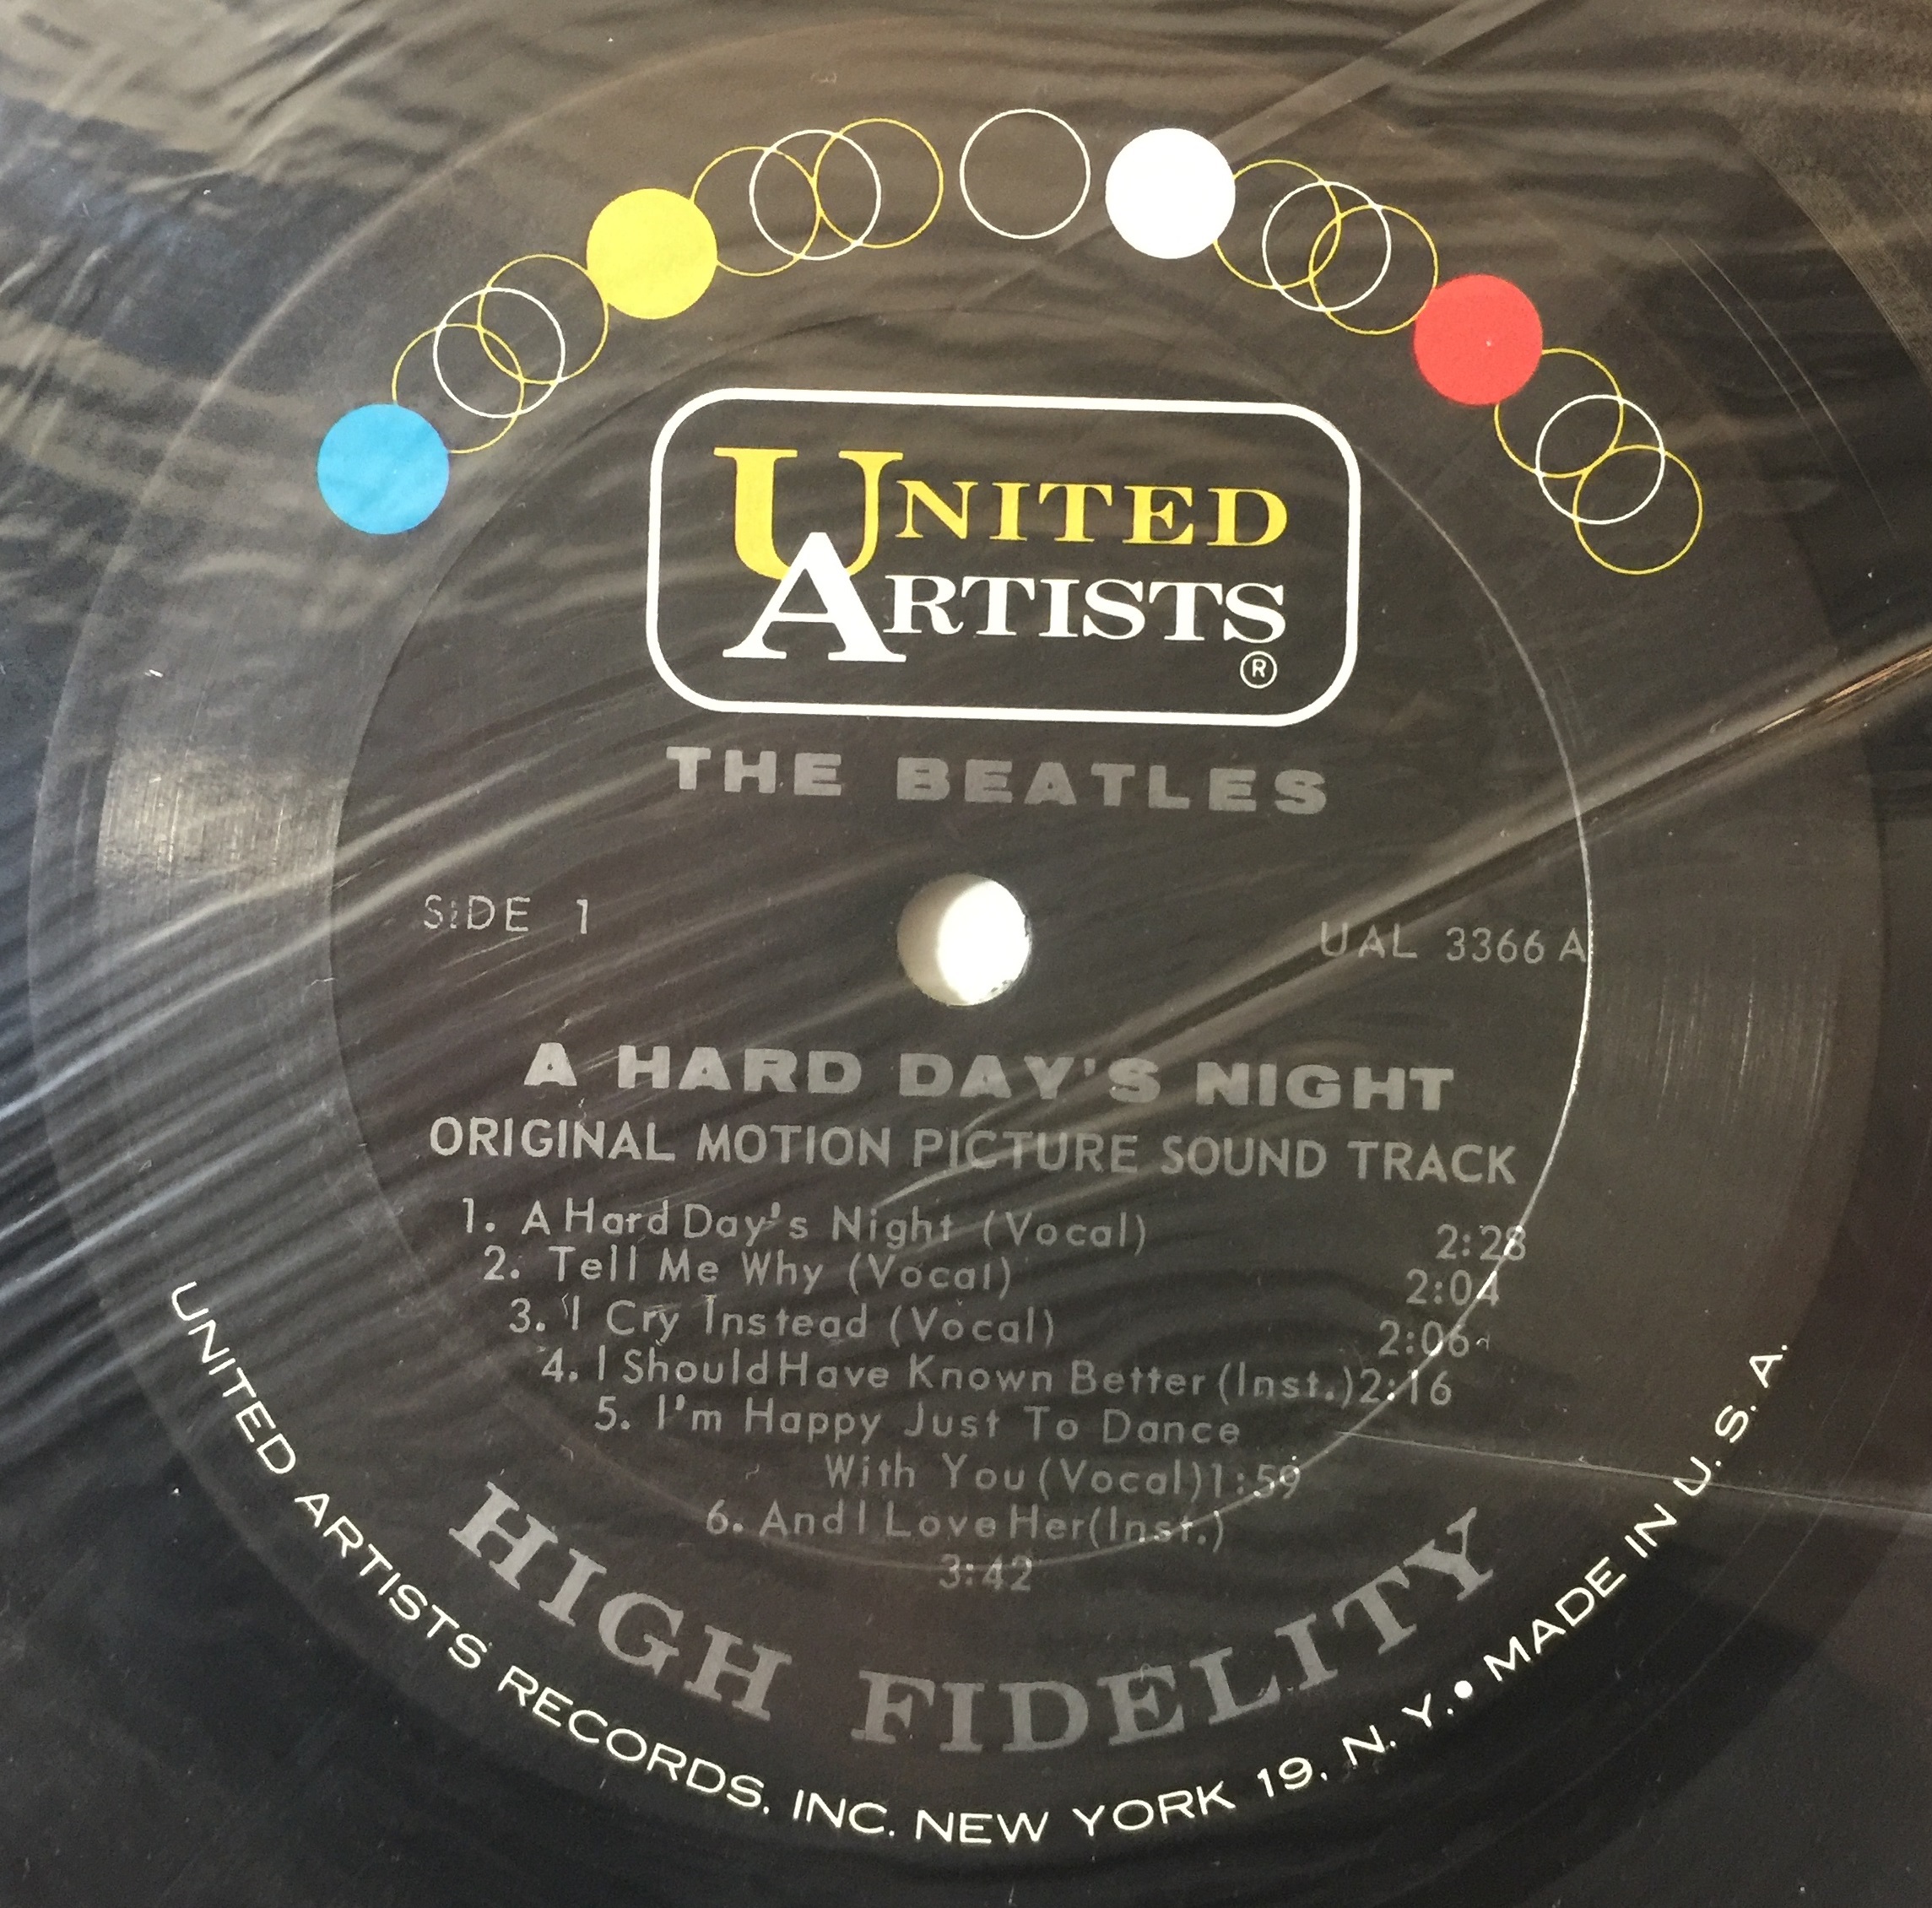 UNITED
ARTISTS
®
THE BEATLES
SIDE 1
UAL 3366 A
A HARD DAY'S NIGHT
ORIGINAL MOTION PICTURE SOUND TRACK
1. A Hard Day's Night (Vocal) 2:28
2. Tell Me Why (Vocal) 2:04
3. I Cry Instead (Vocal) 2:06
4. I Should Have Known Better (Inst.) 2:16
5. I'm Happy Just To Dance
With You (Vocal) 1:59
6. And I Love Her (Inst.)
3:42
HIGH FIDELITY
UNITED ARTISTS RECORDS, INC. NEW YORK 19, N. Y. • MADE IN U. S. A.